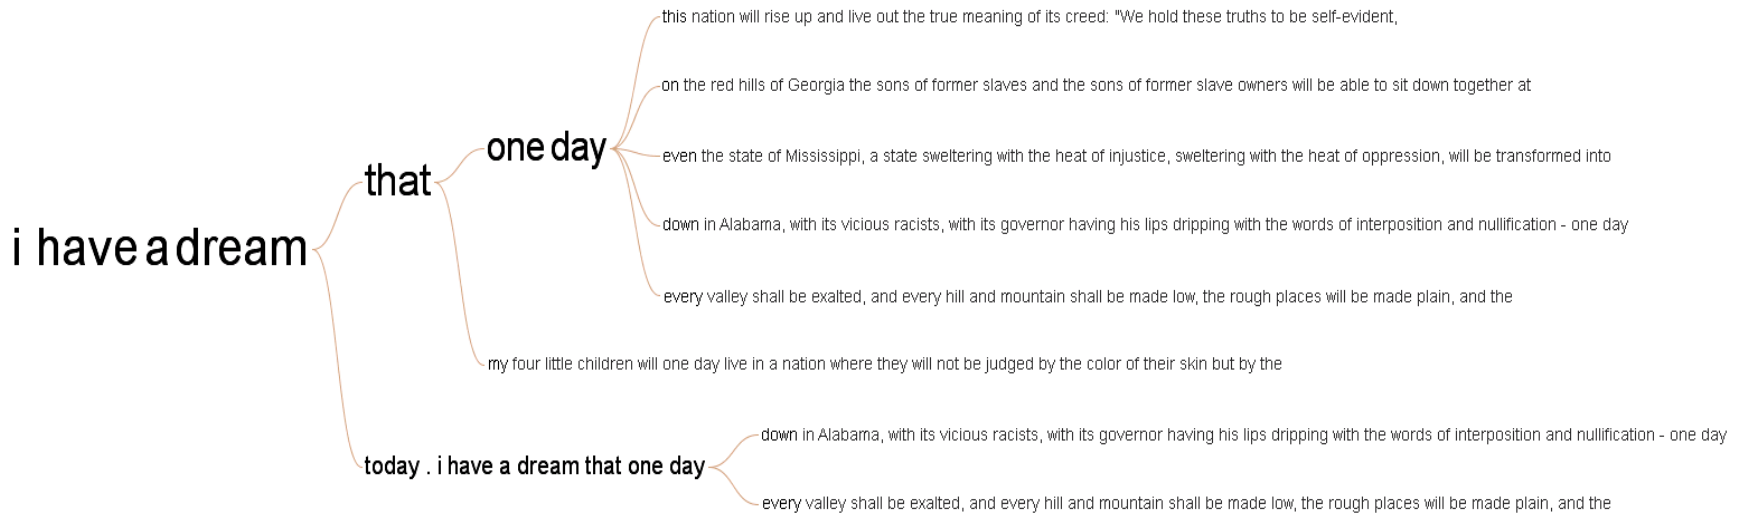 this nation will rise up and live out the true meaning of its creed: "We hold these truths to be self-evident,
on the red hills of Georgia the sons of former slaves and the sons of former slave owners will be able to sit down together at
one day
even the state of Mississippi, a state sweltering with the heat of injustice, sweltering with the heat of oppression, will be transformed into
that
down in Alabama, with its vicious racists, with its governor having his lips dripping with the words of interposition and nullification - one day
i have a dream
every valley shall be exalted, and every hill and mountain shall be made low, the rough places will be made plain, and the
my four little children will one day live in a nation where they will not be judged by the color of their skin but by the
down in Alabama, with its vicious racists, with its governor having his lips dripping with the words of interposition and nullification - one day
today . i have a dream that one day
every valley shall be exalted, and every hill and mountain shall be made low, the rough places will be made plain, and the